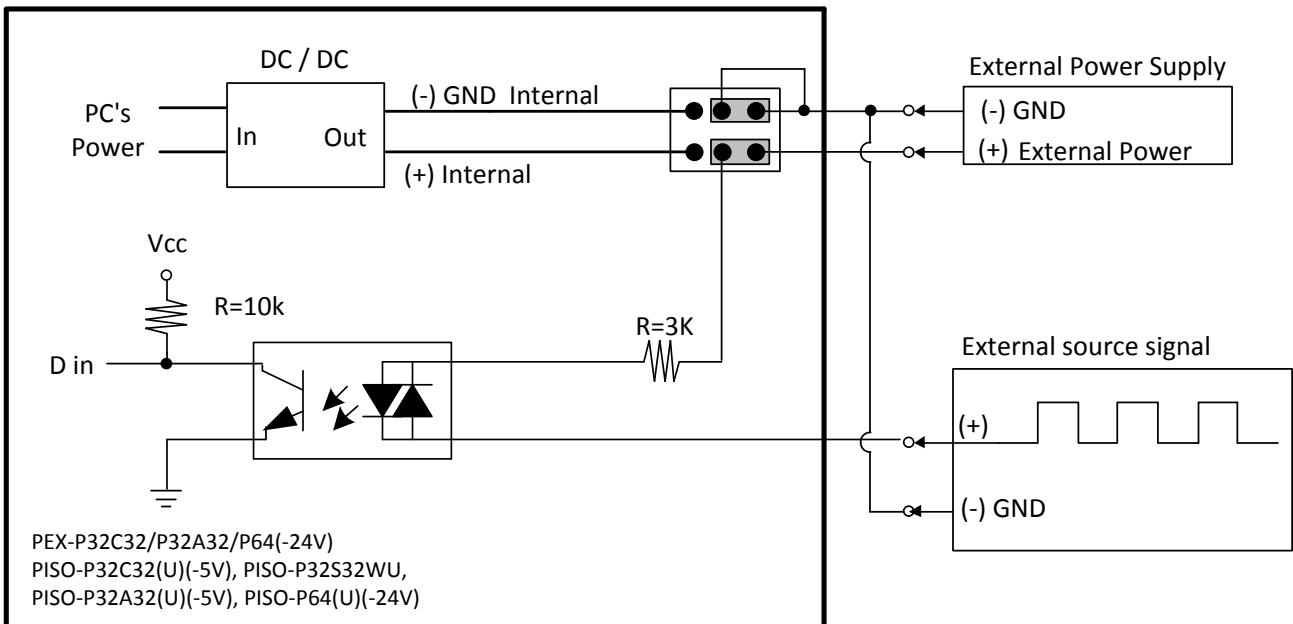 DC / DC
PC's
Power
In
Out
(-) GND Internal
(+) Internal
External Power Supply
(-) GND
(+) External Power
Vcc
R=10k
D in
R=3K
External source signal
(+)
(-) GND
PEX-P32C32/P32A32/P64(-24V)
PISO-P32C32(U)(-5V), PISO-P32S32WU,
PISO-P32A32(U)(-5V), PISO-P64(U)(-24V)